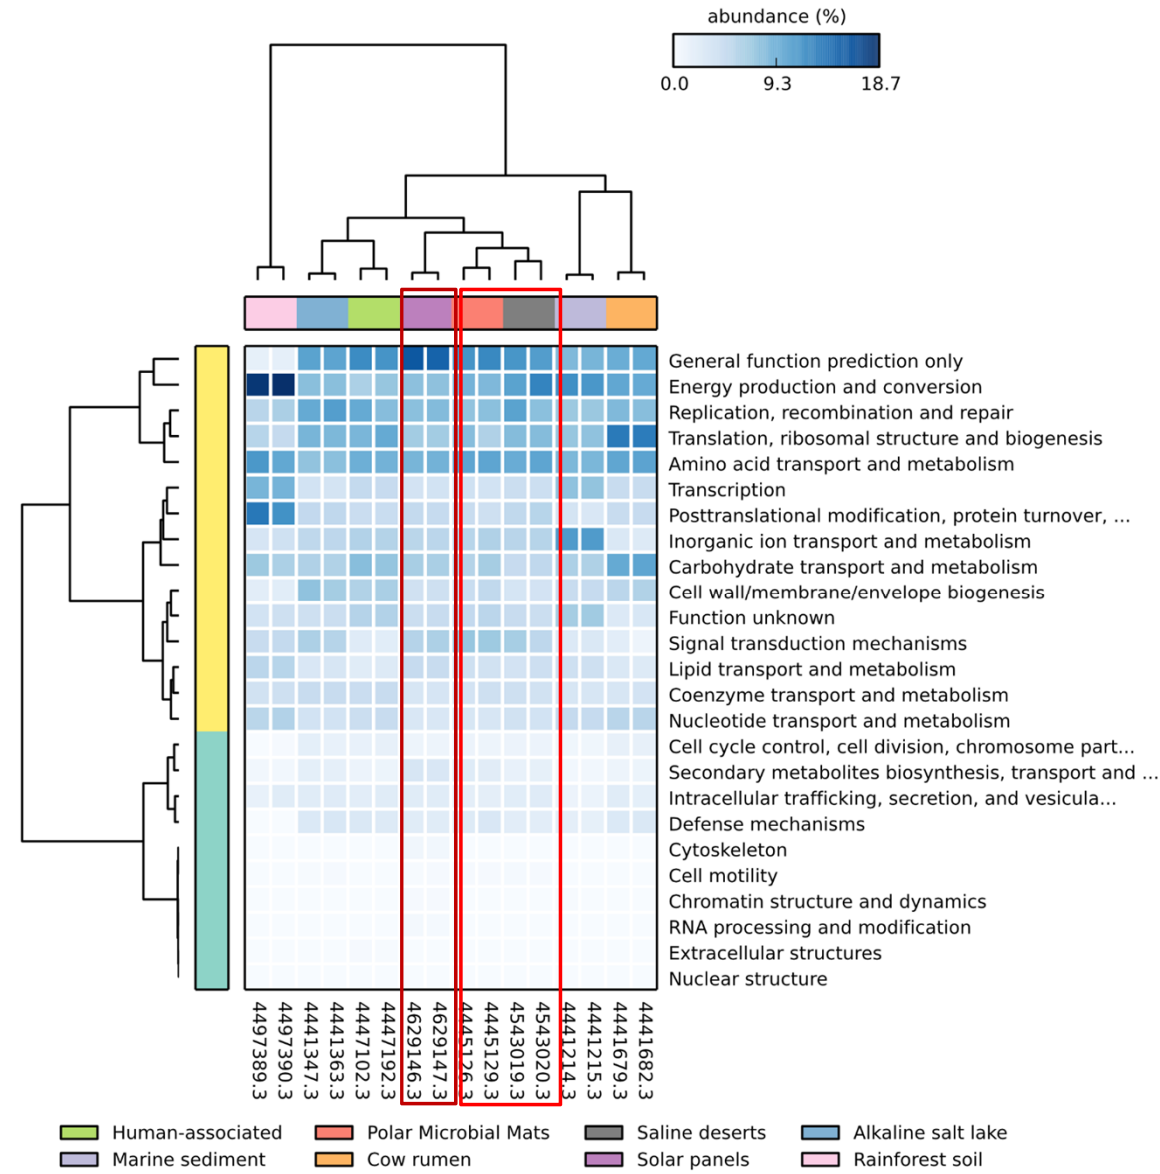 abundance (%)
0.0 9.3 18.7
General function prediction only
Energy production and conversion
Replication, recombination and repair
Translation, ribosomal structure and biogenesis
Amino acid transport and metabolism
Transcription
Posttranslational modification, protein turnover, ...
Inorganic ion transport and metabolism
Carbohydrate transport and metabolism
Cell wall/membrane/envelope biogenesis
Function unknown
Signal transduction mechanisms
Lipid transport and metabolism
Coenzyme transport and metabolism
Nucleotide transport and metabolism
Cell cycle control, cell division, chromosome part...
Secondary metabolites biosynthesis, transport and ...
Intracellular trafficking, secretion, and vesicula...
Defense mechanisms
Cytoskeleton
Cell motility
Chromatin structure and dynamics
RNA processing and modification
Extracellular structures
Nuclear structure
4497389.3
4497390.3
4441347.3
4441363.3
4447102.3
4447192.3
4629146.3
4629147.3
4445126.3
4445129.3
4543019.3
4543020.3
4441214.3
4441215.3
4441679.3
4441682.3
Human-associated Polar Microbial Mats Saline deserts Alkaline salt lake
Marine sediment Cow rumen Solar panels Rainforest soil